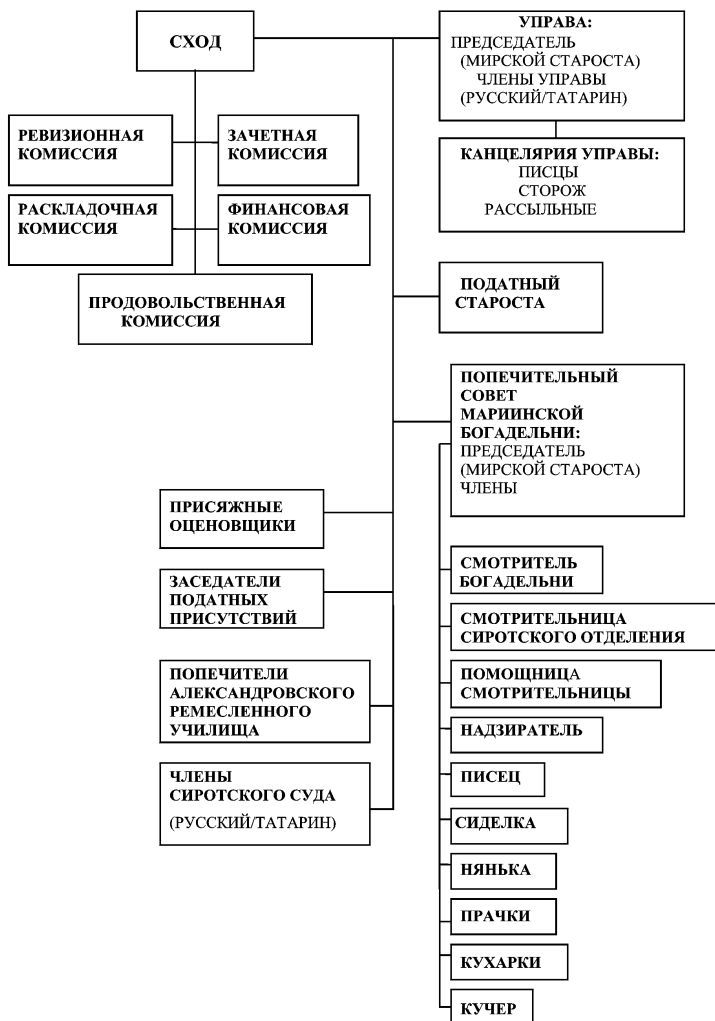 СХОД
УПРАВА:
ПРЕДСЕДАТЕЛЬ
(МИРСКОЙ СТАРОСТА)
ЧЛЕНЫ УПРАВЫ
(РУССКИЙ/ТАТАРИН)
РЕВИЗИОННАЯ
КОМИССИЯ
ЗАЧЕТНАЯ
КОМИССИЯ
КАНЦЕЛЯРИЯ УПРАВЫ:
ПИСЦЫ
СТОРОЖ
РАССЫЛЬНЫЕ
РАСКЛАДОЧНАЯ
КОМИССИЯ
ФИНАНСОВАЯ
КОМИССИЯ
ПРОДОВОЛЬСТВЕННАЯ
КОМИССИЯ
ПОДАТНЫЙ
СТАРОСТА
ПОПЕЧИТЕЛЬНЫЙ
СОВЕТ
МАРИИНСКОЙ
БОГАДЕЛЬНИ:
ПРЕДСЕДАТЕЛЬ
(МИРСКОЙ СТАРОСТА)
ЧЛЕНЫ
ПРИСЯЖНЫЕ
ОЦЕНОВЩИКИ
ЗАСЕДАТЕЛИ
ПОДАТНЫХ
ПРИСУТСТВИЙ
ПОПЕЧИТЕЛИ
АЛЕКСАНДРОВСКОГО
РЕМЕСЛЕННОГО
УЧИЛИЩА
ЧЛЕНЫ
СИРОТСКОГО СУДА
(РУССКИЙ/ТАТАРИН)
СМОТРИТЕЛЬ
БОГАДЕЛЬНИ
СМОТРИТЕЛЬНИЦА
СИРОТСКОГО ОТДЕЛЕНИЯ
ПОМОЩНИЦА
СМОТРИТЕЛЬНИЦЫ
НАДЗИРАТЕЛЬ
ПИСЕЦ
СИДЕЛКА
НЯНЬКА
ПРАЧКИ
КУХАРКИ
КУЧЕР